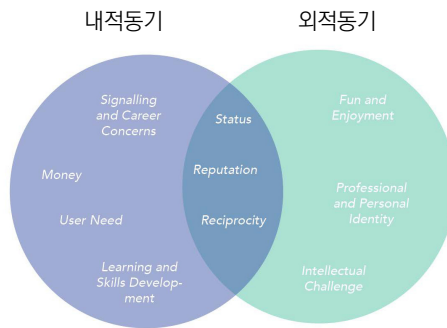 내적동기
외적동기
Signalling
and Career
Concerns
Money
User Need
Learning and
Skills Develop-
ment
Status
Reputation
Reciprocity
Fun and
Enjoyment
Professional
and Personal
Identity
Intellectual
Challenge